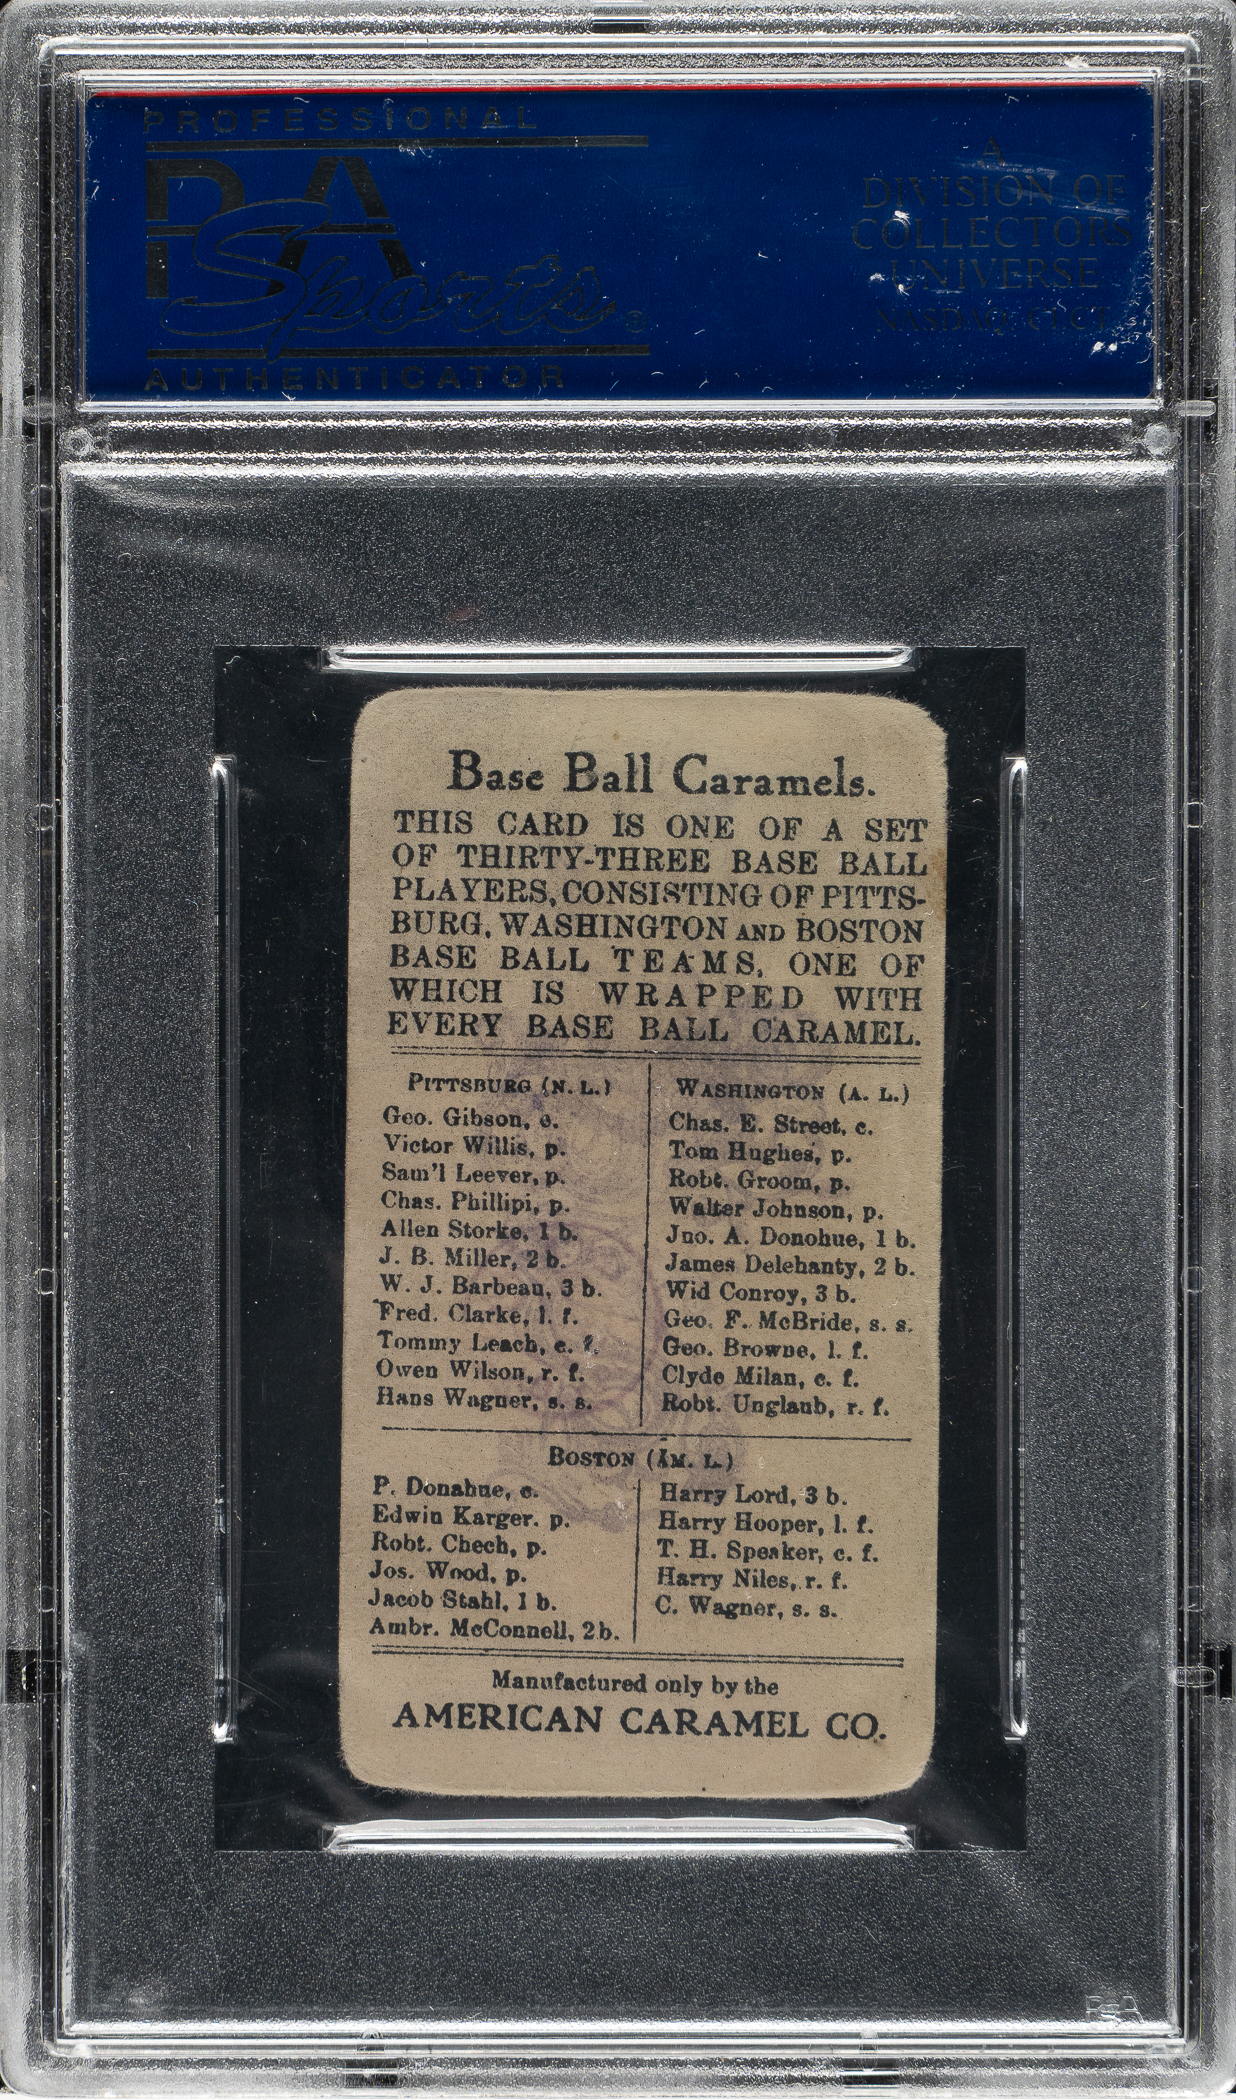 PROFESSIONAL
PSA
Sports®
AUTHENTICATOR
A
DIVISION OF
COLLECTORS
UNIVERSE
NASDAQ: CLCT
Base Ball Caramels.
THIS CARD IS ONE OF A SET
OF THIRTY-THREE BASE BALL
PLAYERS, CONSISTING OF PITTS-
BURG, WASHINGTON AND BOSTON
BASE BALL TEAMS, ONE OF
WHICH IS WRAPPED WITH
EVERY BASE BALL CARAMEL.
PITTSBURG (N. L.)
Geo. Gibson, c.
Victor Willis, p.
Sam'l Leever, p.
Chas. Phillipi, p.
Allen Storke, 1 b.
J. B. Miller, 2 b.
W. J. Barbeau, 3 b.
Fred. Clarke, l. f.
Tommy Leach, c. f.
Owen Wilson, r. f.
Hans Wagner, s. s.
WASHINGTON (A. L.)
Chas. E. Street, c.
Tom Hughes, p.
Robt. Groom, p.
Walter Johnson, p.
Jno. A. Donohue, 1 b.
James Delehanty, 2 b.
Wid Conroy, 3 b.
Geo. F. McBride, s. s.
Geo. Browne, l. f.
Clyde Milan, c. f.
Robt. Unglaub, r. f.
BOSTON (AM. L.)
P. Donahue, c.
Edwin Karger. p.
Robt. Chech, p.
Jos. Wood, p.
Jacob Stahl, 1 b.
Ambr. McConnell, 2 b.
Harry Lord, 3 b.
Harry Hooper, l. f.
T. H. Speaker, c. f.
Harry Niles, r. f.
C. Wagner, s. s.
Manufactured only by the
AMERICAN CARAMEL CO.
PSA